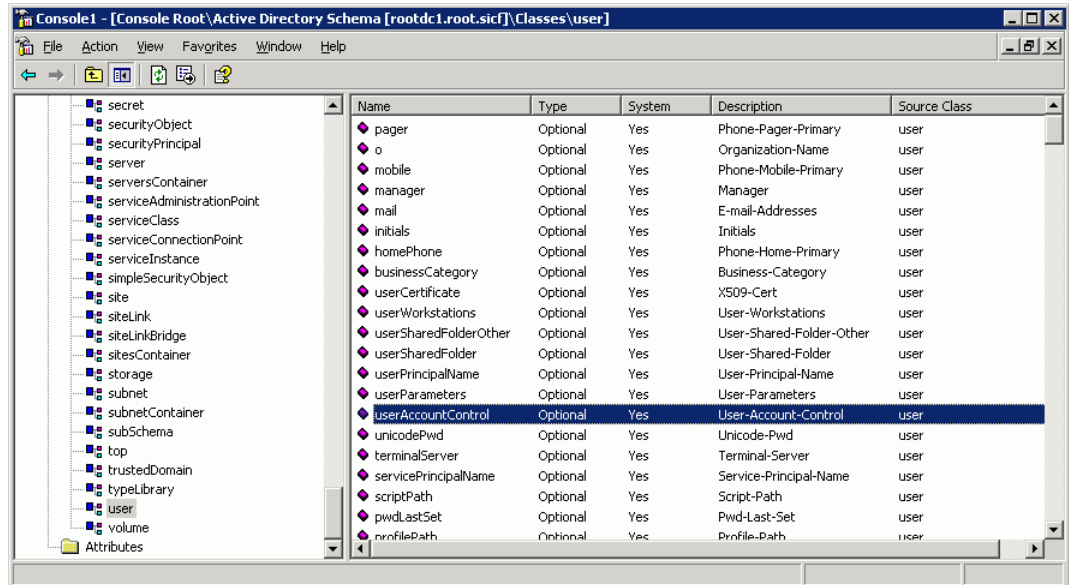 Console1 - [Console Root\Active Directory Schema [rootdc1.root.sicf]\Classes\user]
File Action View Favorites Window Help
secret
securityObject
securityPrincipal
server
serversContainer
serviceAdministrationPoint
serviceClass
serviceConnectionPoint
serviceInstance
simpleSecurityObject
site
siteLink
siteLinkBridge
sitesContainer
storage
subnet
subnetContainer
subSchema
top
trustedDomain
typeLibrary
user
volume
Attributes
Name Type System Description Source Class
pager Optional Yes Phone-Pager-Primary user
o Optional Yes Organization-Name user
mobile Optional Yes Phone-Mobile-Primary user
manager Optional Yes Manager user
mail Optional Yes E-mail-Addresses user
initials Optional Yes Initials user
homePhone Optional Yes Phone-Home-Primary user
businessCategory Optional Yes Business-Category user
userCertificate Optional Yes X509-Cert user
userWorkstations Optional Yes User-Workstations user
userSharedFolderOther Optional Yes User-Shared-Folder-Other user
userSharedFolder Optional Yes User-Shared-Folder user
userPrincipalName Optional Yes User-Principal-Name user
userParameters Optional Yes User-Parameters user
userAccountControl Optional Yes User-Account-Control user
unicodePwd Optional Yes Unicode-Pwd user
terminalServer Optional Yes Terminal-Server user
servicePrincipalName Optional Yes Service-Principal-Name user
scriptPath Optional Yes Script-Path user
pwdLastSet Optional Yes Pwd-Last-Set user
profilePath Optional Yes Profile-Path user